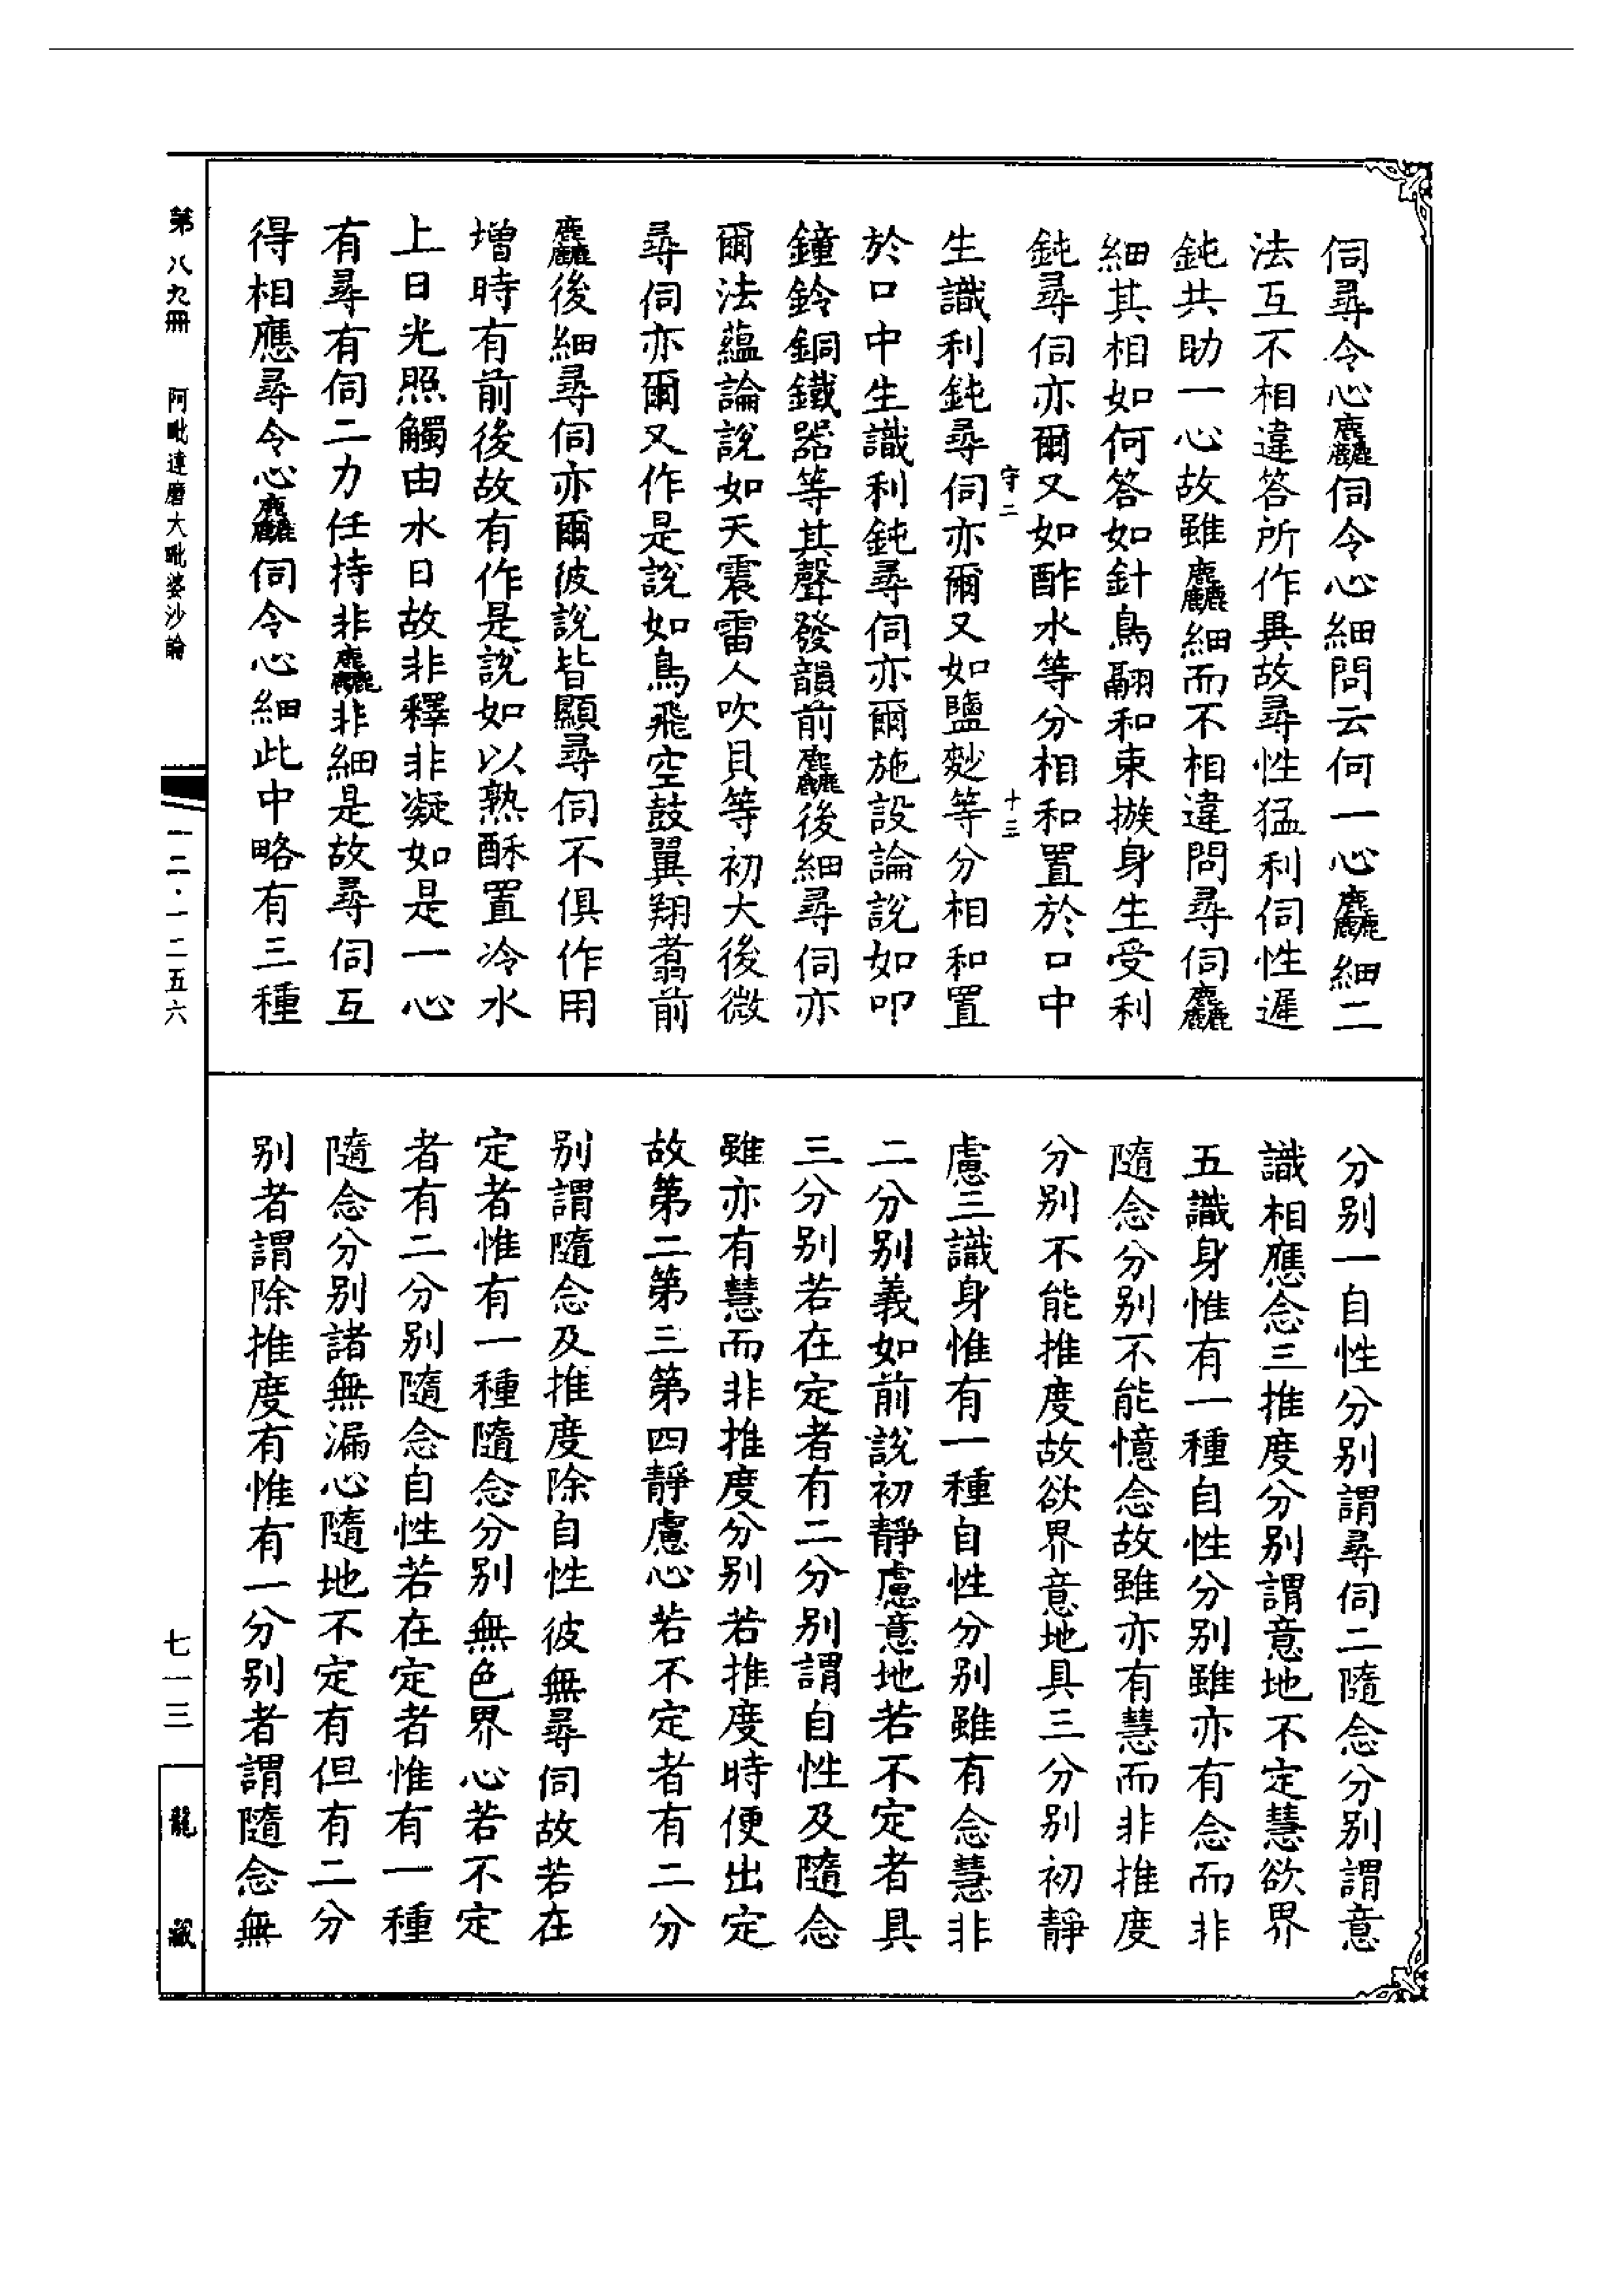 伺尋令心麤伺令心細問云何一心麤細二
法互不相違答所作異故尋性猛利伺性遲
鈍共助一心故雖麤細而不相違問尋伺麤
細其相如何答如針鳥翮和束搋身生受利
鈍尋伺亦爾又如酢水等分相和置於口中
守二 十三
生識利鈍尋伺亦爾又如鹽麨等分相和置
於口中生識利鈍尋伺亦爾施設論說如叩
鐘鈴銅鐵器等其聲發韻前麤後細尋伺亦
爾法蘊論說如天震雷人吹貝等初大後微
尋伺亦爾又作是說如鳥飛空鼓翼翔翥前
麤後細尋伺亦爾彼說皆顯尋伺不俱作用
增時有前後故有作是說如以熟酥置冷水
上日光照觸由水日故非釋非凝如是一心
有尋有伺二力任持非麤非細是故尋伺互
得相應尋令心麤伺令心細此中略有三種
分別一自性分別謂尋伺二隨念分別謂意
識相應念三推度分別謂意地不定慧欲界
五識身惟有一種自性分別雖亦有念而非
隨念分別不能憶念故雖亦有慧而非推度
分別不能推度故欲界意地具三分別初靜
慮三識身惟有一種自性分別雖有念慧非
二分別義如前說初靜慮意地若不定者具
三分別若在定者有二分別謂自性及隨念
雖亦有慧而非推度分別若推度時便出定
故第二第三第四靜慮心若不定者有二分
別謂隨念及推度除自性彼無尋伺故若在
定者惟有一種隨念分別無色界心若不定
者有二分別隨念自性若在定者惟有一種
隨念分別諸無漏心隨地不定有但有二分
別者謂除推度有惟有一分別者謂隨念無
第八九冊 阿毗達磨大毗婆沙論
一二·一二五六
七一三
龍藏